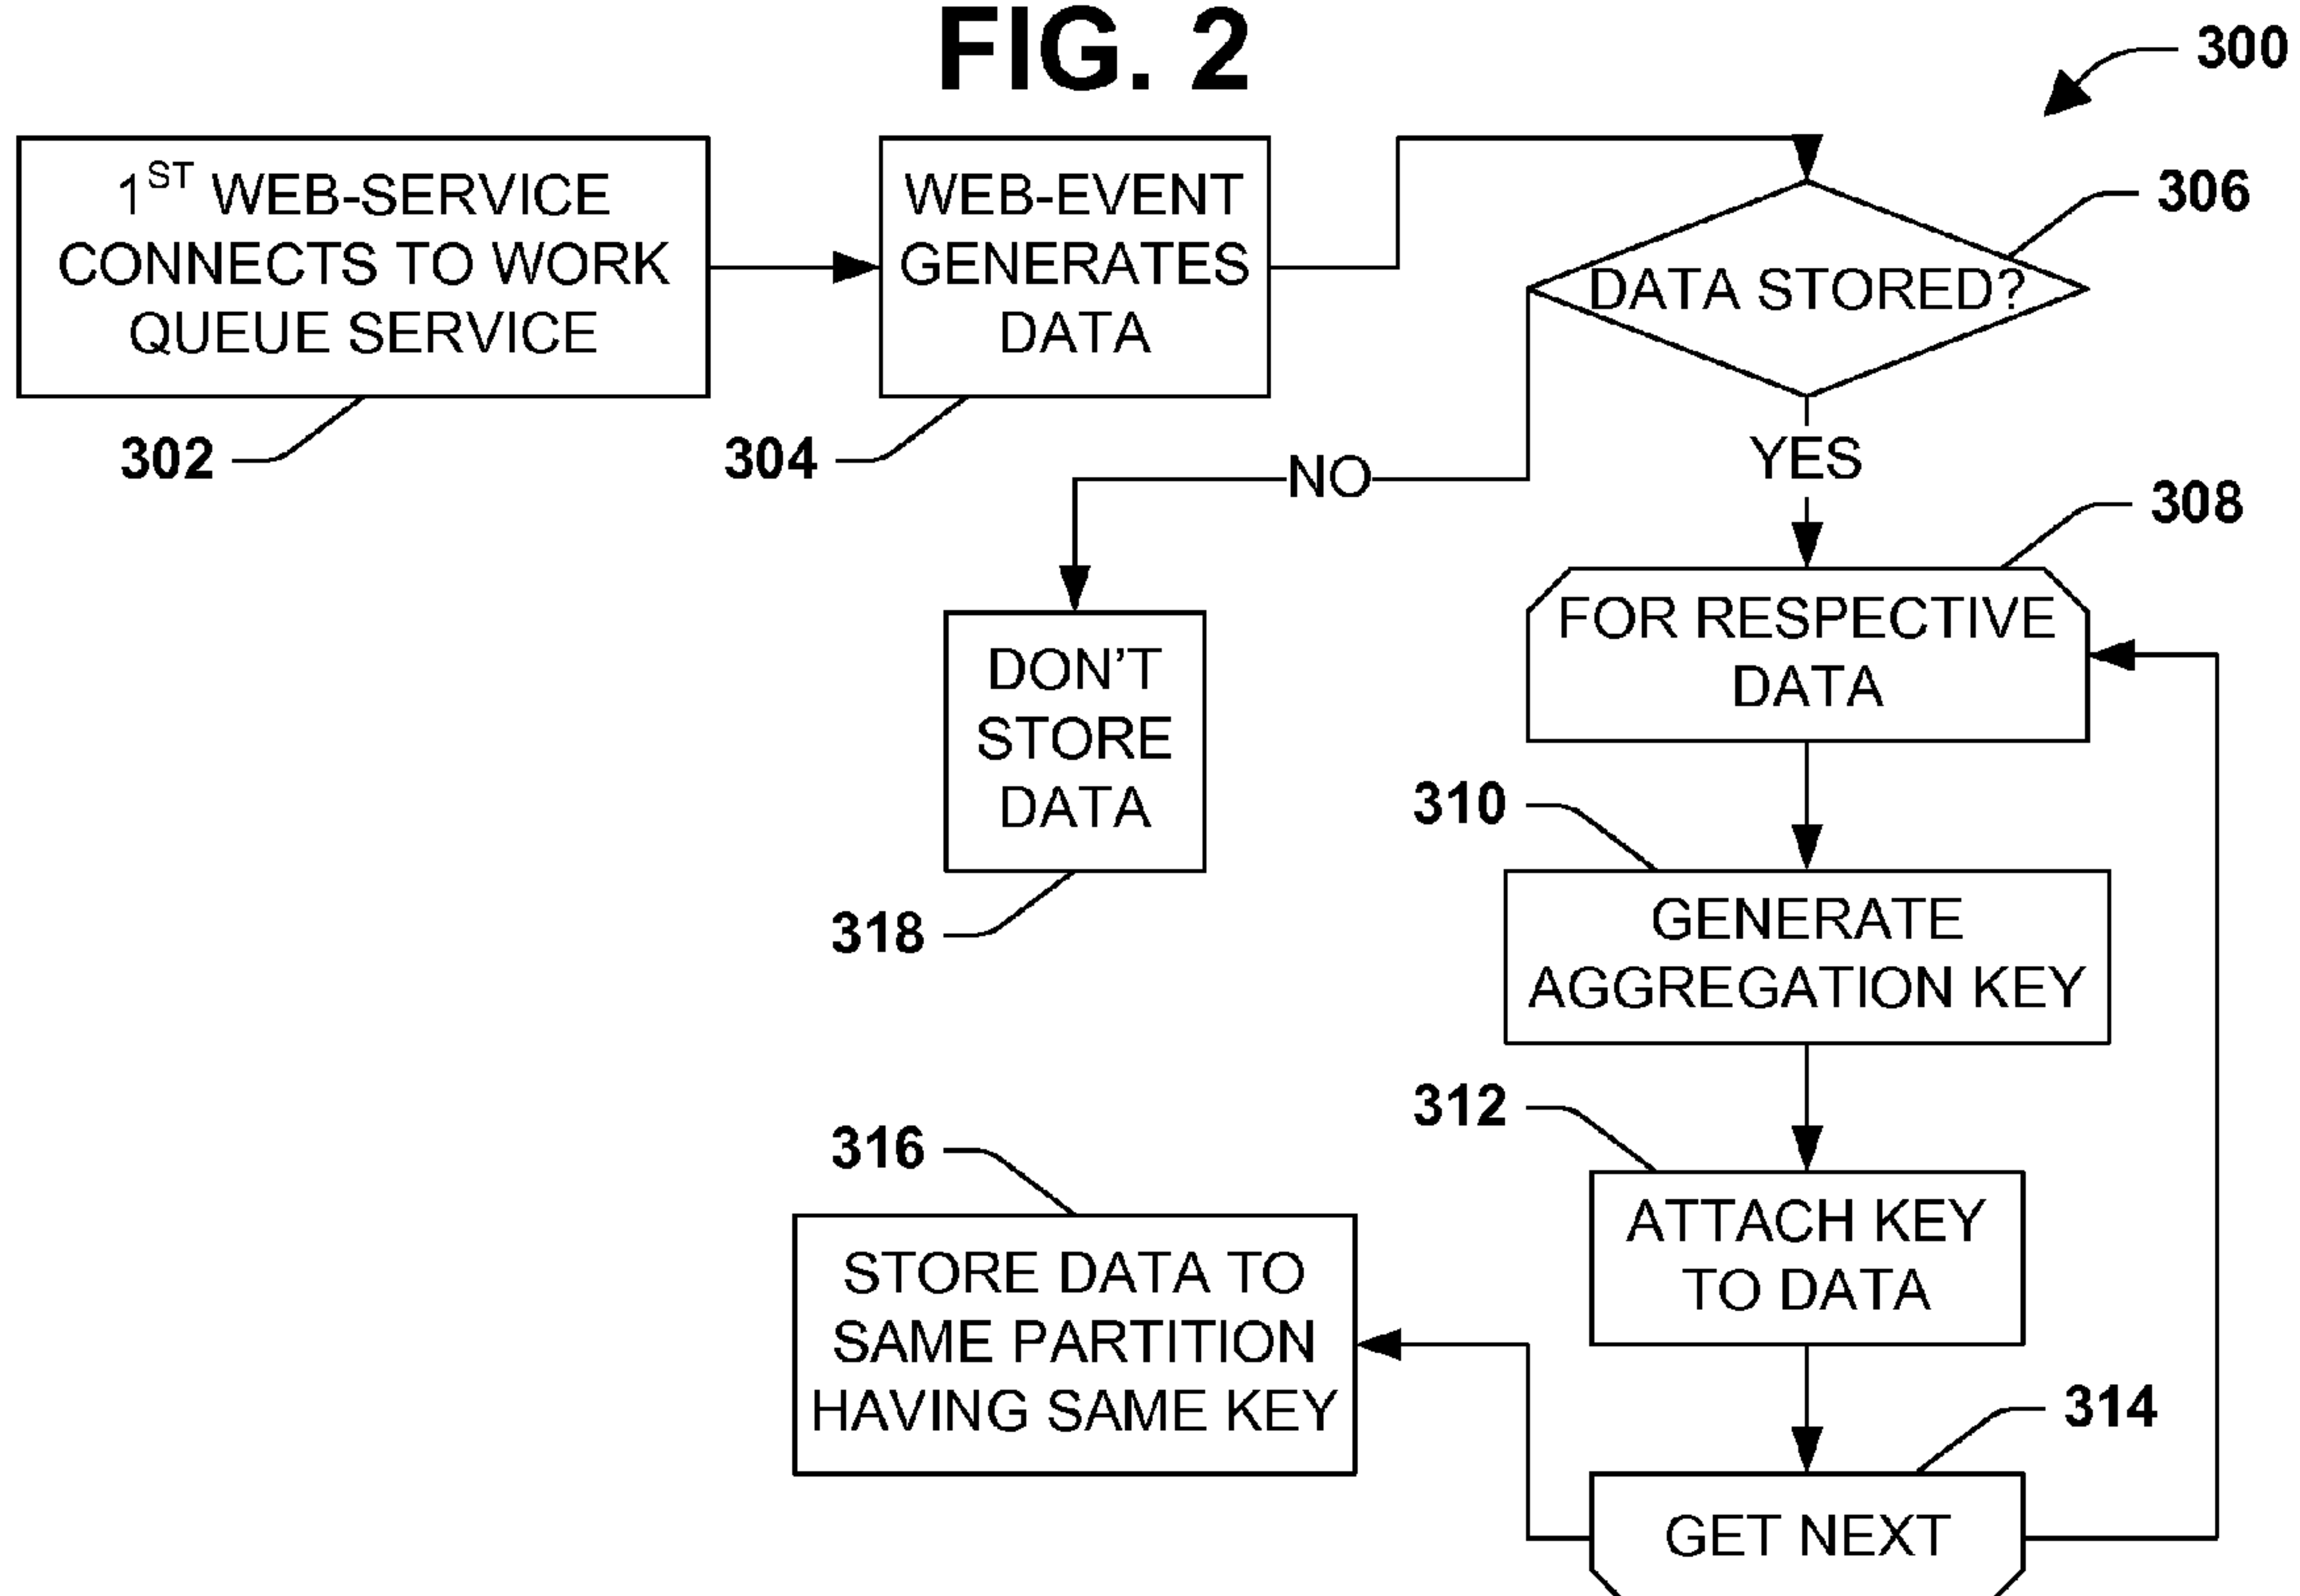 FIG. 2
300
1ST WEB-SERVICE
CONNECTS TO WORK
QUEUE SERVICE
302
WEB-EVENT
GENERATES
DATA
304
DATA STORED?
306
NO
YES
308
FOR RESPECTIVE
DATA
DON'T
STORE
DATA
318
310
GENERATE
AGGREGATION KEY
312
ATTACH KEY
TO DATA
316
STORE DATA TO
SAME PARTITION
HAVING SAME KEY
314
GET NEXT